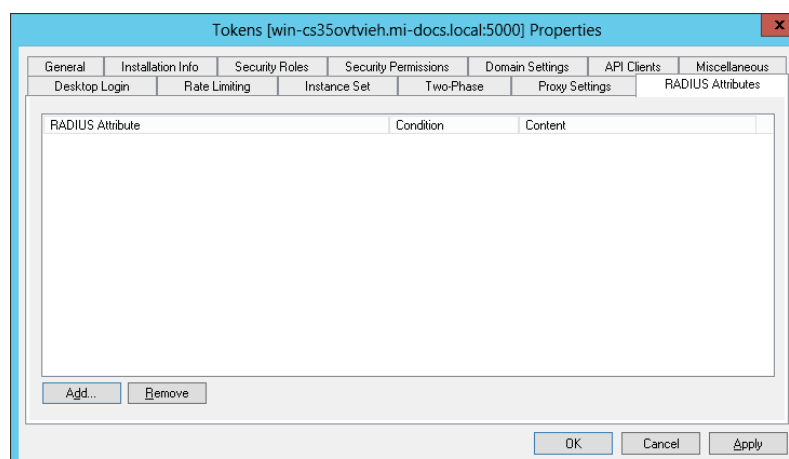 Tokens [win-cs35ovtvieh.mi-docs.local:5000] Properties
x
General Installation Info Security Roles Security Permissions Domain Settings API Clients Miscellaneous
Desktop Login Rate Limiting Instance Set Two-Phase Proxy Settings RADIUS Attributes
RADIUS Attribute Condition Content
Add... Remove
OK Cancel Apply